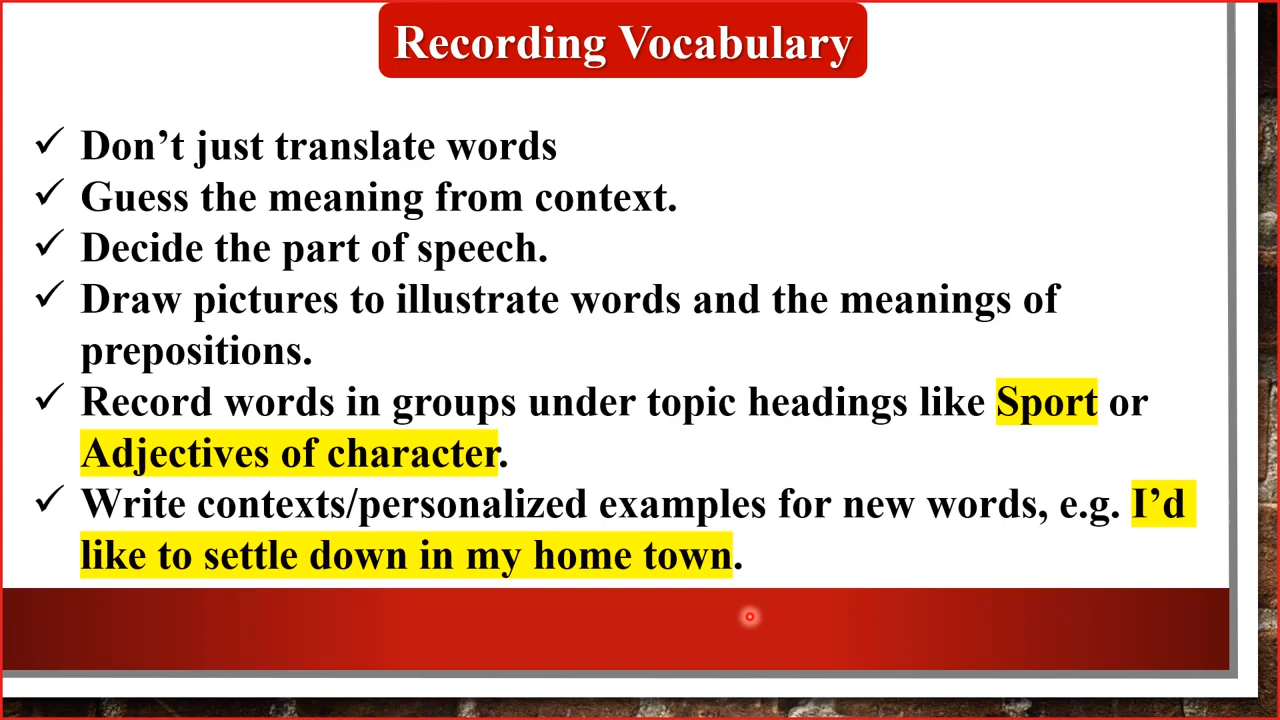 Recording Vocabulary
✓ Don’t just translate words
✓ Guess the meaning from context.
✓ Decide the part of speech.
✓ Draw pictures to illustrate words and the meanings of
prepositions.
✓ Record words in groups under topic headings like Sport or
Adjectives of character.
✓ Write contexts/personalized examples for new words, e.g. I’d
like to settle down in my home town.